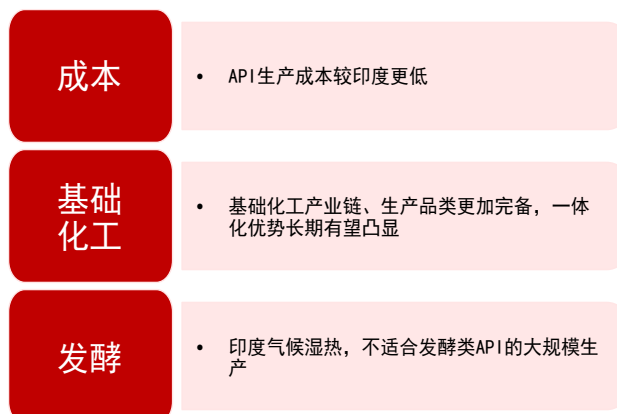 成本
• API生产成本较印度更低
基础
化工
• 基础化工产业链、生产品类更加完备，一体
化优势长期有望凸显
发酵
• 印度气候湿热，不适合发酵类API的大规模生
产